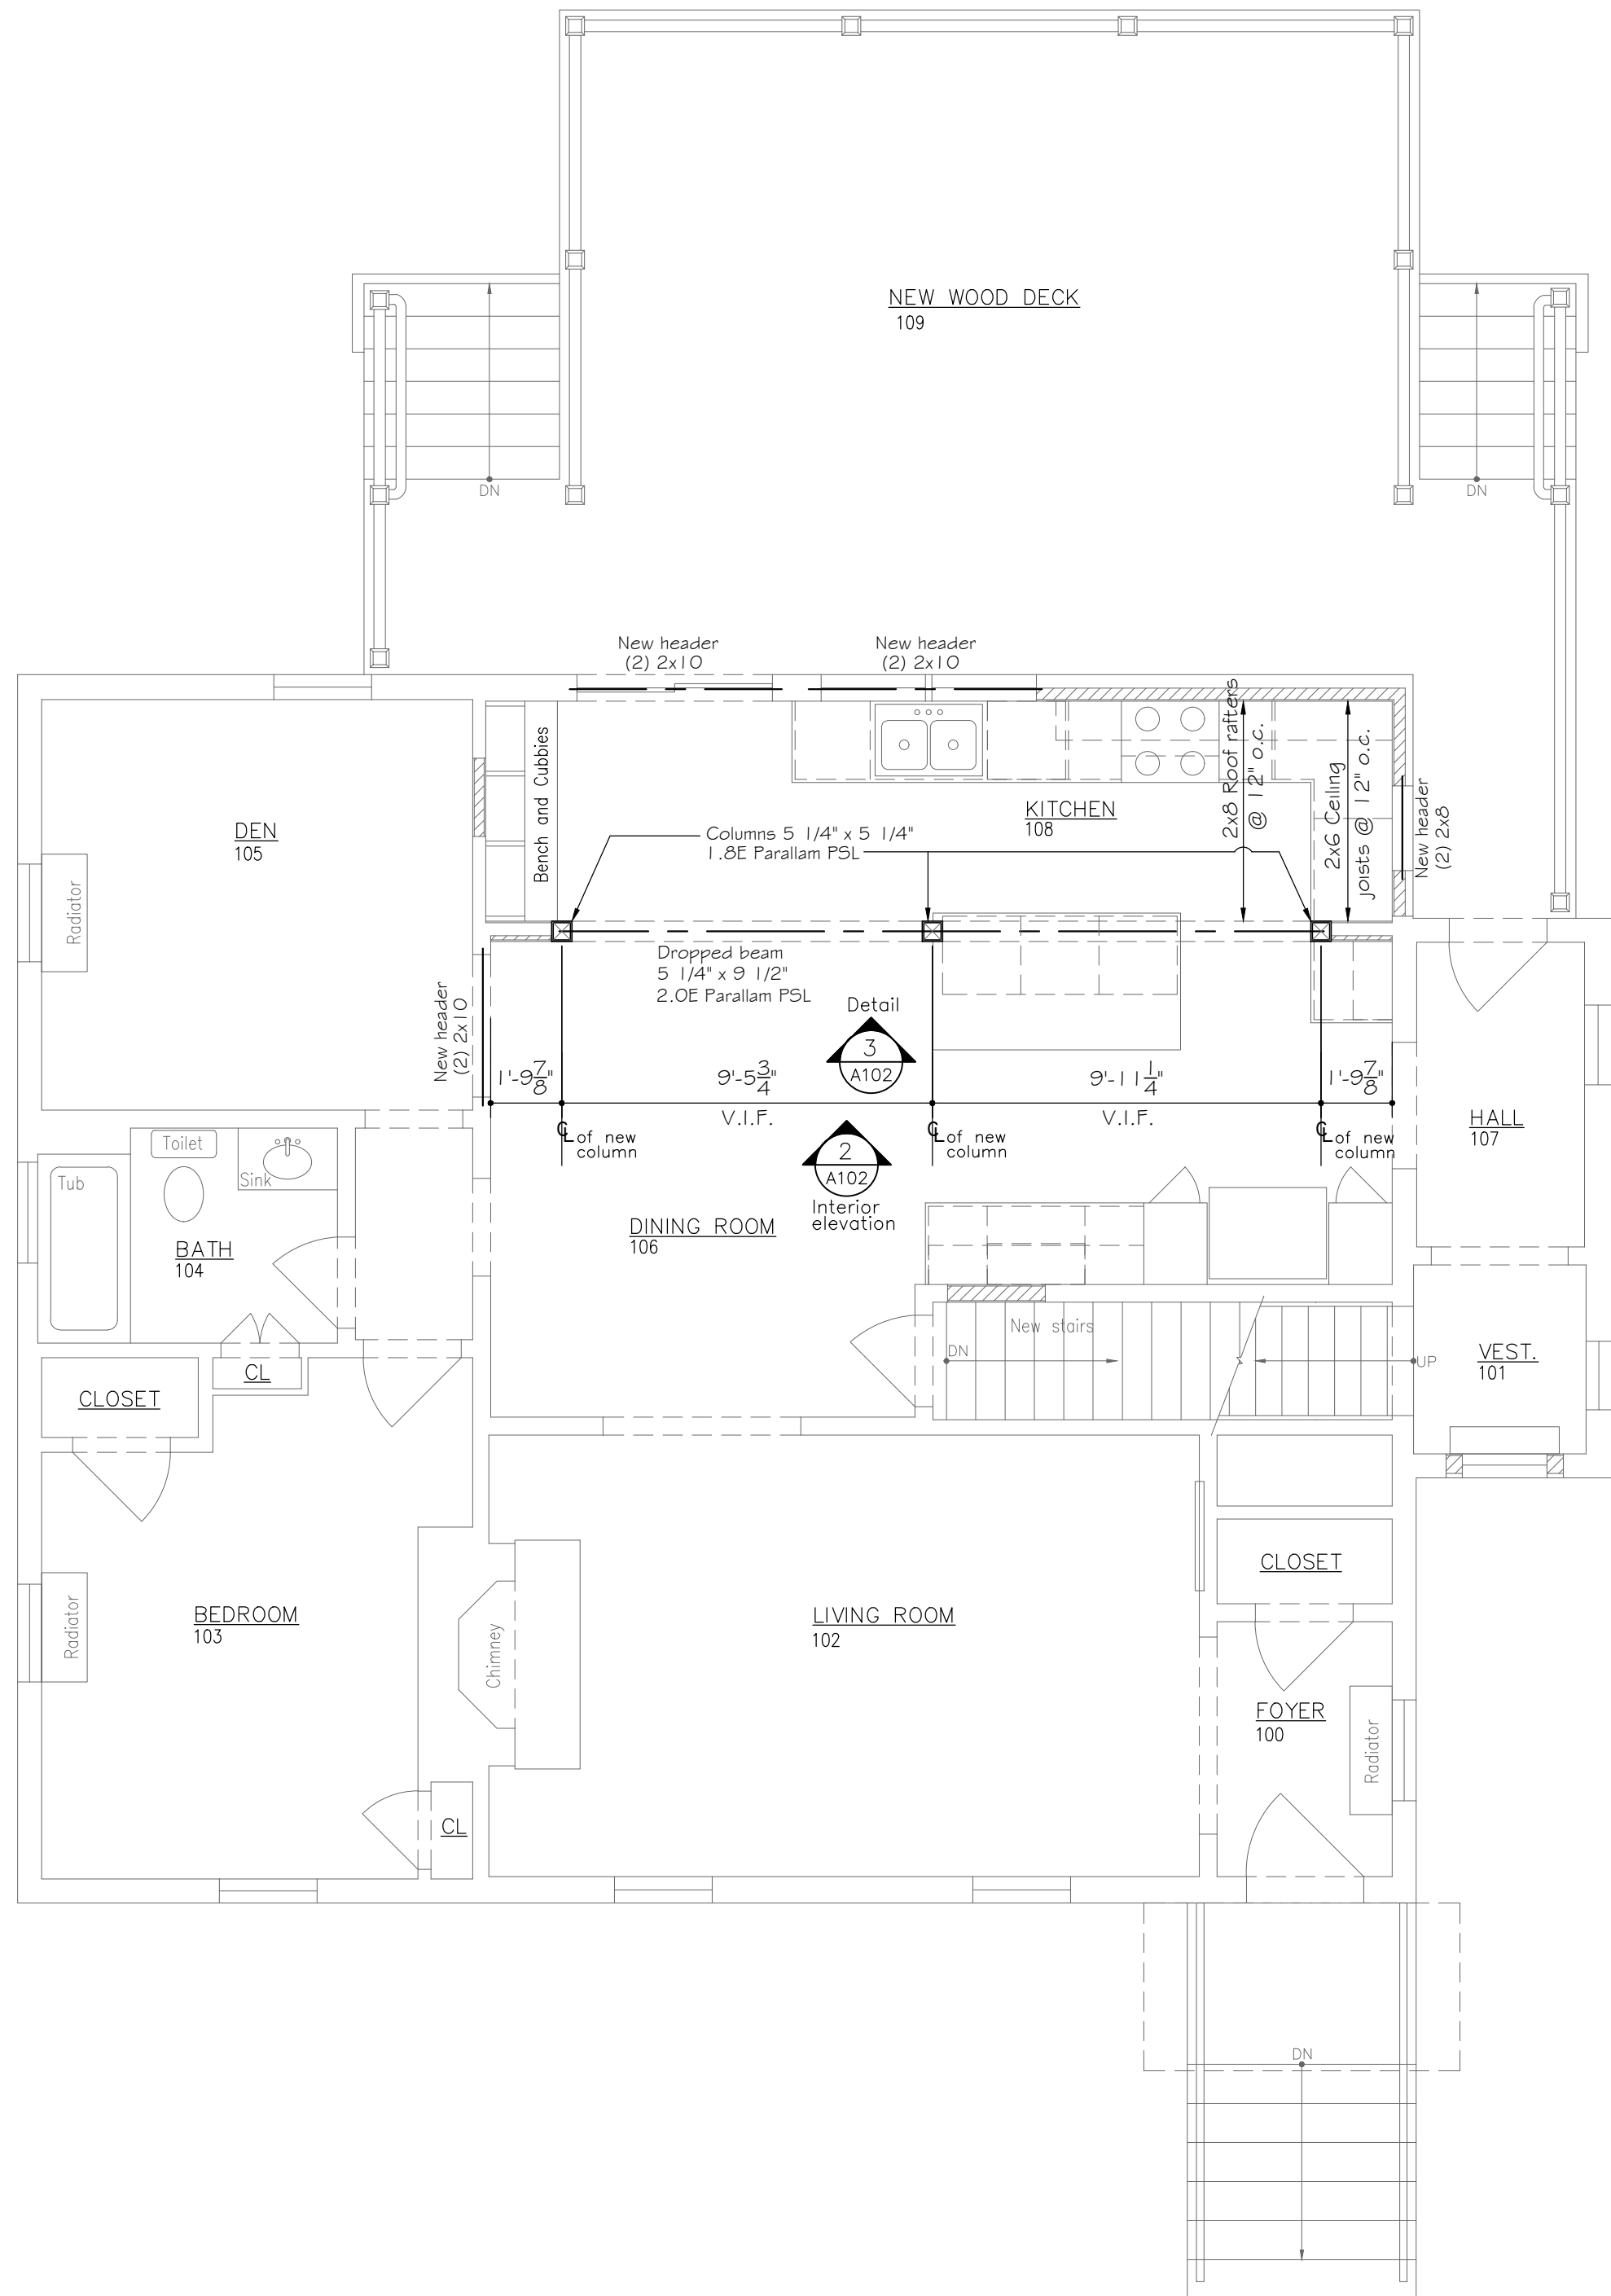 NEW WOOD DECK
109
DN
DN
New header
(2) 2x10
New header
(2) 2x10
Bench and Cubbies
2x8 Roof rafters
@ 12" o.c.
2x6 Ceiling
joists @ 12" o.c.
New header
(2) 2x8
KITCHEN
108
Columns 5 1/4" x 5 1/4"
1.8E Parallam PSL
DEN
105
Radiator
Dropped beam
5 1/4" x 9 1/2"
2.0E Parallam PSL
New header
(2) 2x10
Detail
3
A102
1'-9 7/8"
9'-5 3/4"
9'-11 1/4"
1'-9 7/8"
V.I.F.
V.I.F.
CL of new
column
CL of new
column
CL of new
column
2
A102
Interior
elevation
HALL
107
Toilet
Sink
Tub
BATH
104
DINING ROOM
106
New stairs
DN
UP
VEST.
101
CL
CLOSET
CLOSET
BEDROOM
103
Radiator
Chimney
LIVING ROOM
102
FOYER
100
Radiator
CL
DN